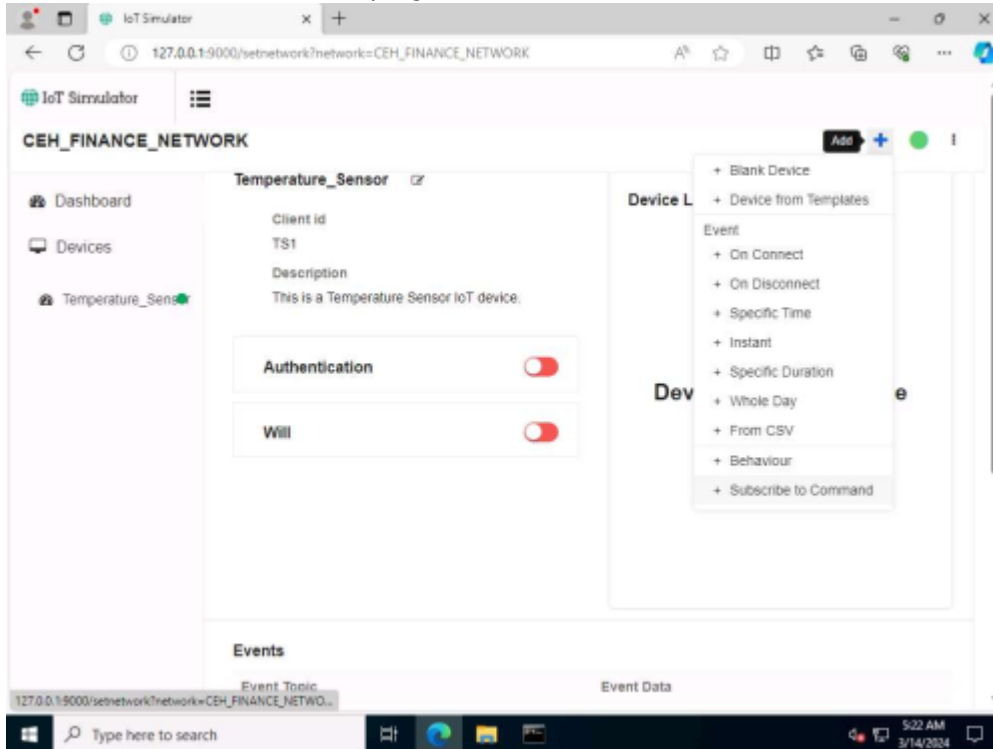 IoT Simulator
127.0.0.1:9000/setnetwork?network=CEH_FINANCE_NETWORK
IoT Simulator
CEH_FINANCE_NETWORK
Add
Dashboard
Devices
Temperature_Sensor
Temperature_Sensor
Client id
TS1
Description
This is a Temperature Sensor IoT device.
Authentication
Will
Device L
Dev e
+ Blank Device
+ Device from Templates
Event
+ On Connect
+ On Disconnect
+ Specific Time
+ Instant
+ Specific Duration
+ Whole Day
+ From CSV
+ Behaviour
+ Subscribe to Command
Events
Event Topic Event Data
127.0.0.1:9000/setnetwork?network=CEH_FINANCE_NETWO...
Type here to search
5:22 AM
3/14/2024